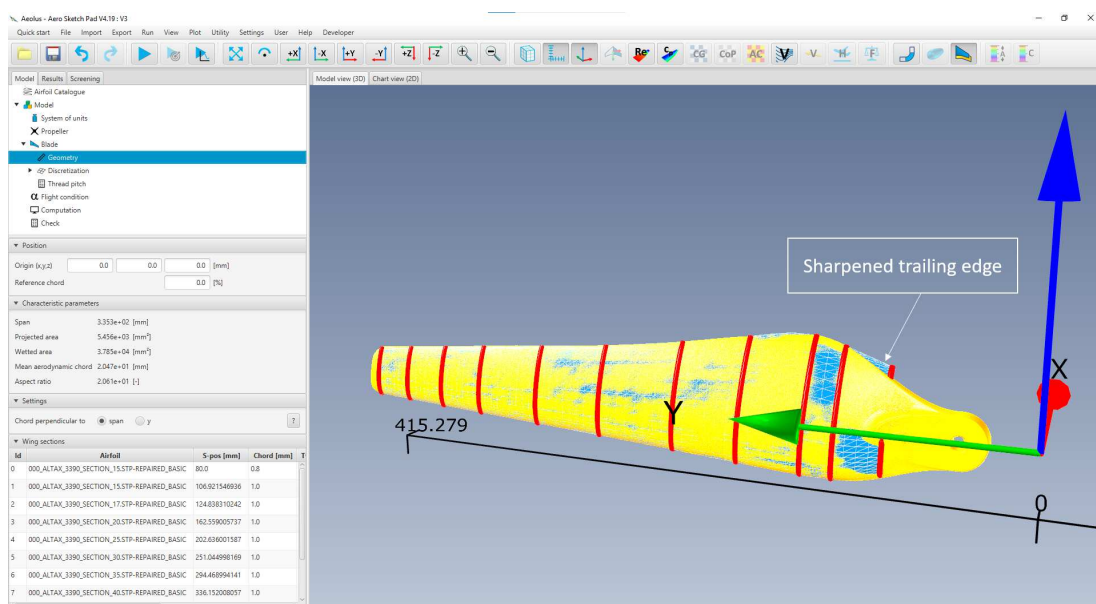 Aeolus - Aero Sketch Pad V4.19 : V3
Quick start File Import Export Run View Plot Utility Settings User Help Developer
+X -X +Y -Y +Z -Z Re CP CG CoP AC V V H F A C
Model Results Screening
Model view (3D) Chart view (2D)
Airfoil Catalogue
Model
System of units
Propeller
Blade
Geometry
Discretization
Thread pitch
α Flight condition
Computation
Check
Position
Origin (x,y,z) 0.0 0.0 0.0 [mm]
Reference chord 0.0 [%]
Characteristic parameters
Span 3.353e+02 [mm]
Projected area 5.456e+03 [mm²]
Wetted area 3.785e+04 [mm²]
Mean aerodynamic chord 2.047e+01 [mm]
Aspect ratio 2.061e+01 [-]
Settings
Chord perpendicular to span y ?
Wing sections
Id Airfoil S-pos [mm] Chord [mm] T
0 000_ALTAX_3390_SECTION_15.STP-REPAIRED_BASIC 80.0 0.8
1 000_ALTAX_3390_SECTION_15.STP-REPAIRED_BASIC 106.921546936 1.0
2 000_ALTAX_3390_SECTION_17.STP-REPAIRED_BASIC 124.838310242 1.0
3 000_ALTAX_3390_SECTION_20.STP-REPAIRED_BASIC 162.559005737 1.0
4 000_ALTAX_3390_SECTION_25.STP-REPAIRED_BASIC 202.636001587 1.0
5 000_ALTAX_3390_SECTION_30.STP-REPAIRED_BASIC 251.044998169 1.0
6 000_ALTAX_3390_SECTION_35.STP-REPAIRED_BASIC 294.468994141 1.0
7 000_ALTAX_3390_SECTION_40.STP-REPAIRED_BASIC 336.152008057 1.0
Sharpened trailing edge
X
Y
415.279
0